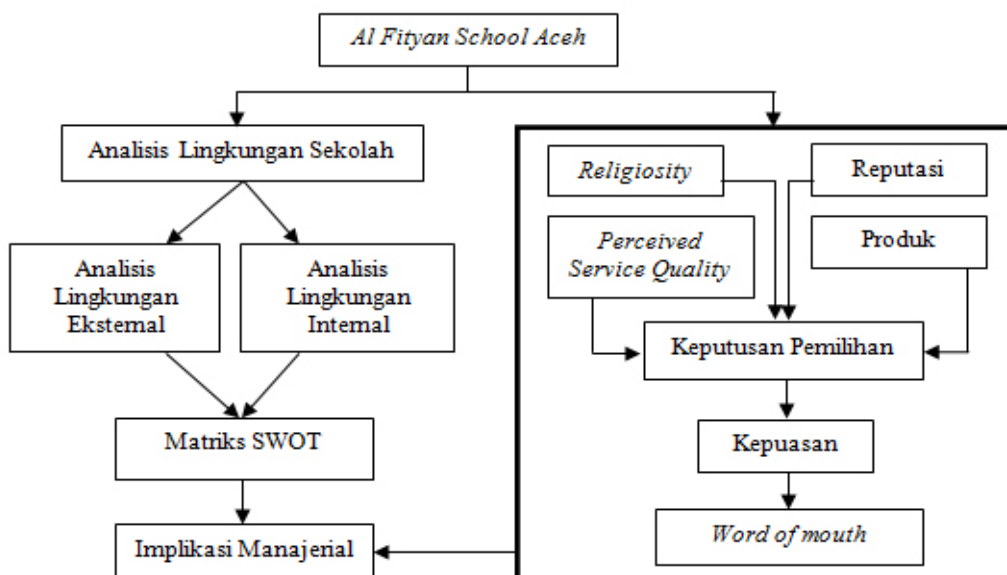 Al Fityan School Aceh
Analisis Lingkungan Sekolah
Analisis
Lingkungan
Eksternal
Analisis
Lingkungan
Internal
Matriks SWOT
Implikasi Manajerial
Religiosity
Reputasi
Perceived
Service Quality
Produk
Keputusan Pemilihan
Kepuasan
Word of mouth